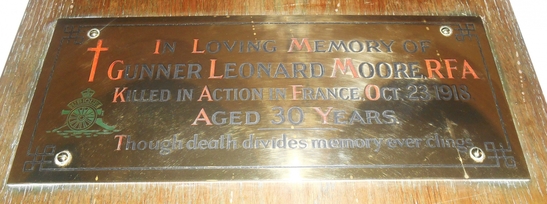 In Loving Memory of
Gunner Leonard Moore, RFA
Killed in Action in France, Oct. 23. 1918
Aged 30 Years.
Though death divides memory ever clings.